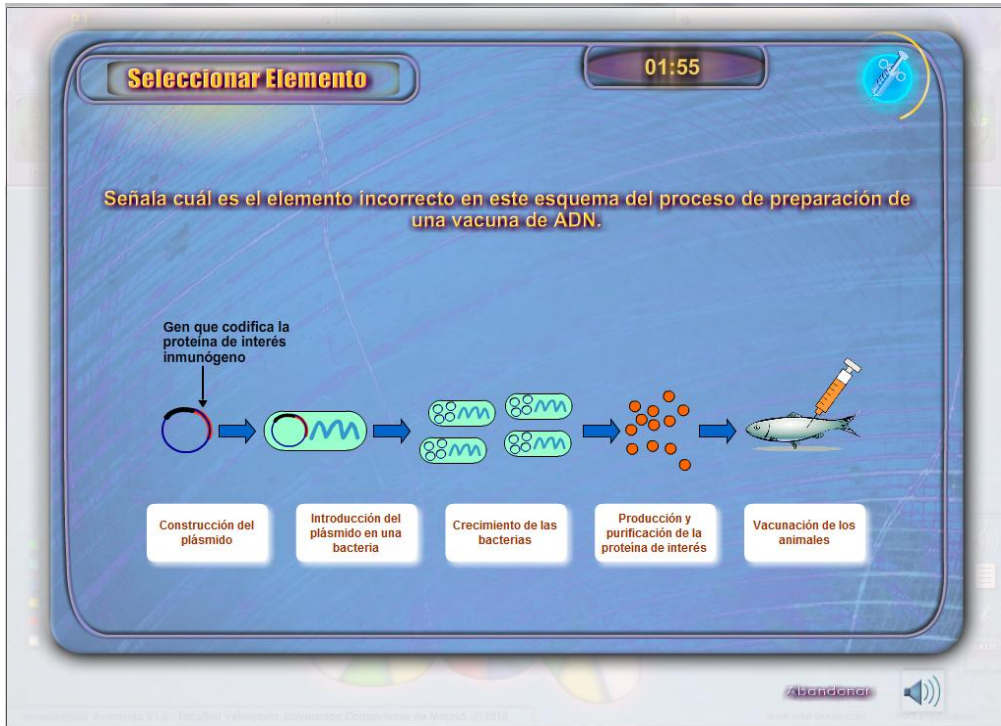 Seleccionar Elemento
01:55
Señala cuál es el elemento incorrecto en este esquema del proceso de preparación de
una vacuna de ADN.
Gen que codifica la
proteína de interés
inmunógeno
Construcción del
plásmido
Introducción del
plásmido en una
bacteria
Crecimiento de las
bacterias
Producción y
purificación de la
proteína de interés
Vacunación de los
animales
Abandonar